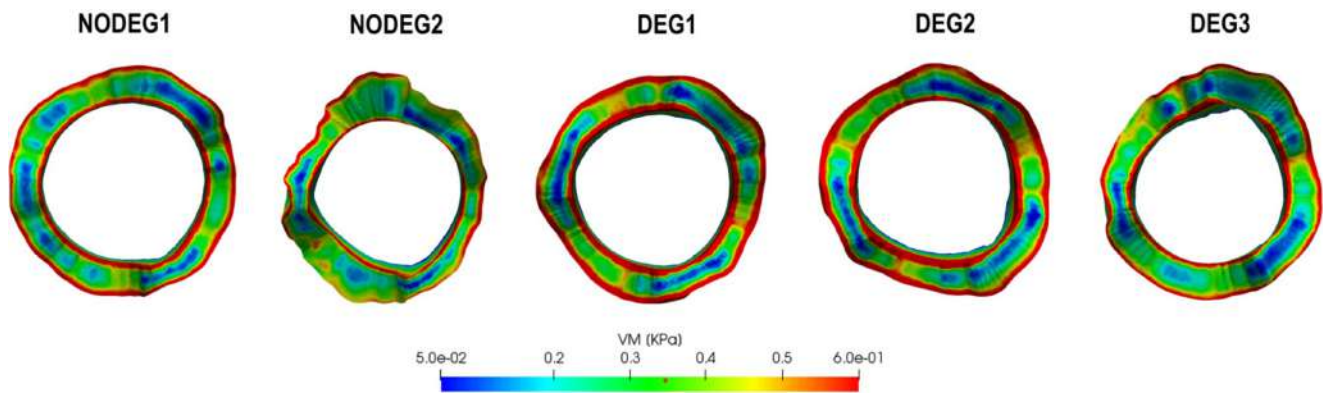 NODEG1 NODEG2 DEG1 DEG2 DEG3
VM (KPa)
5.0e-02 0.2 0.3 0.4 0.5 6.0e-01